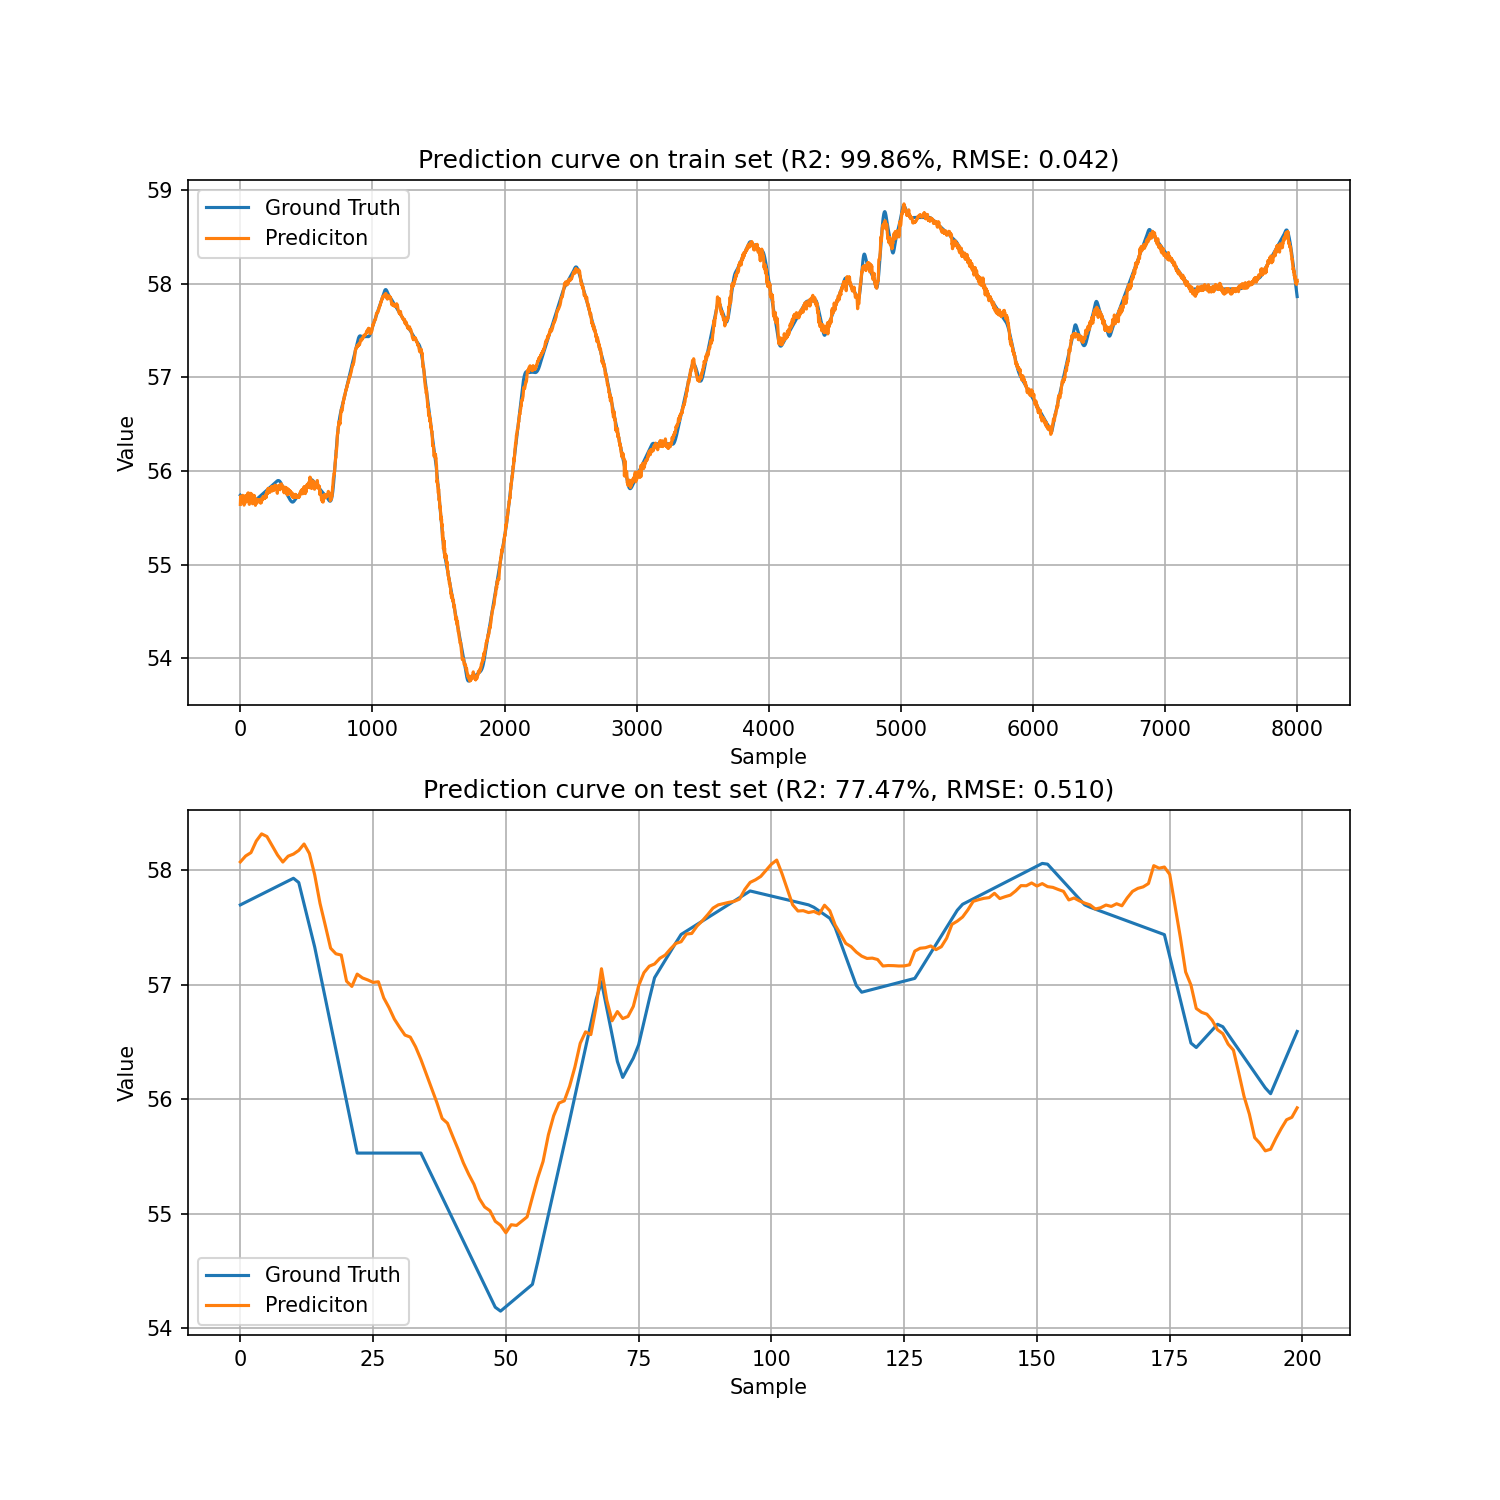 Prediction curve on train set (R2: 99.86%, RMSE: 0.042)
59
58
57
56
55
54
Value
Ground Truth
Prediciton
0 1000 2000 3000 4000 5000 6000 7000 8000
Sample
Prediction curve on test set (R2: 77.47%, RMSE: 0.510)
58
57
56
55
54
Value
Ground Truth
Prediciton
0 25 50 75 100 125 150 175 200
Sample